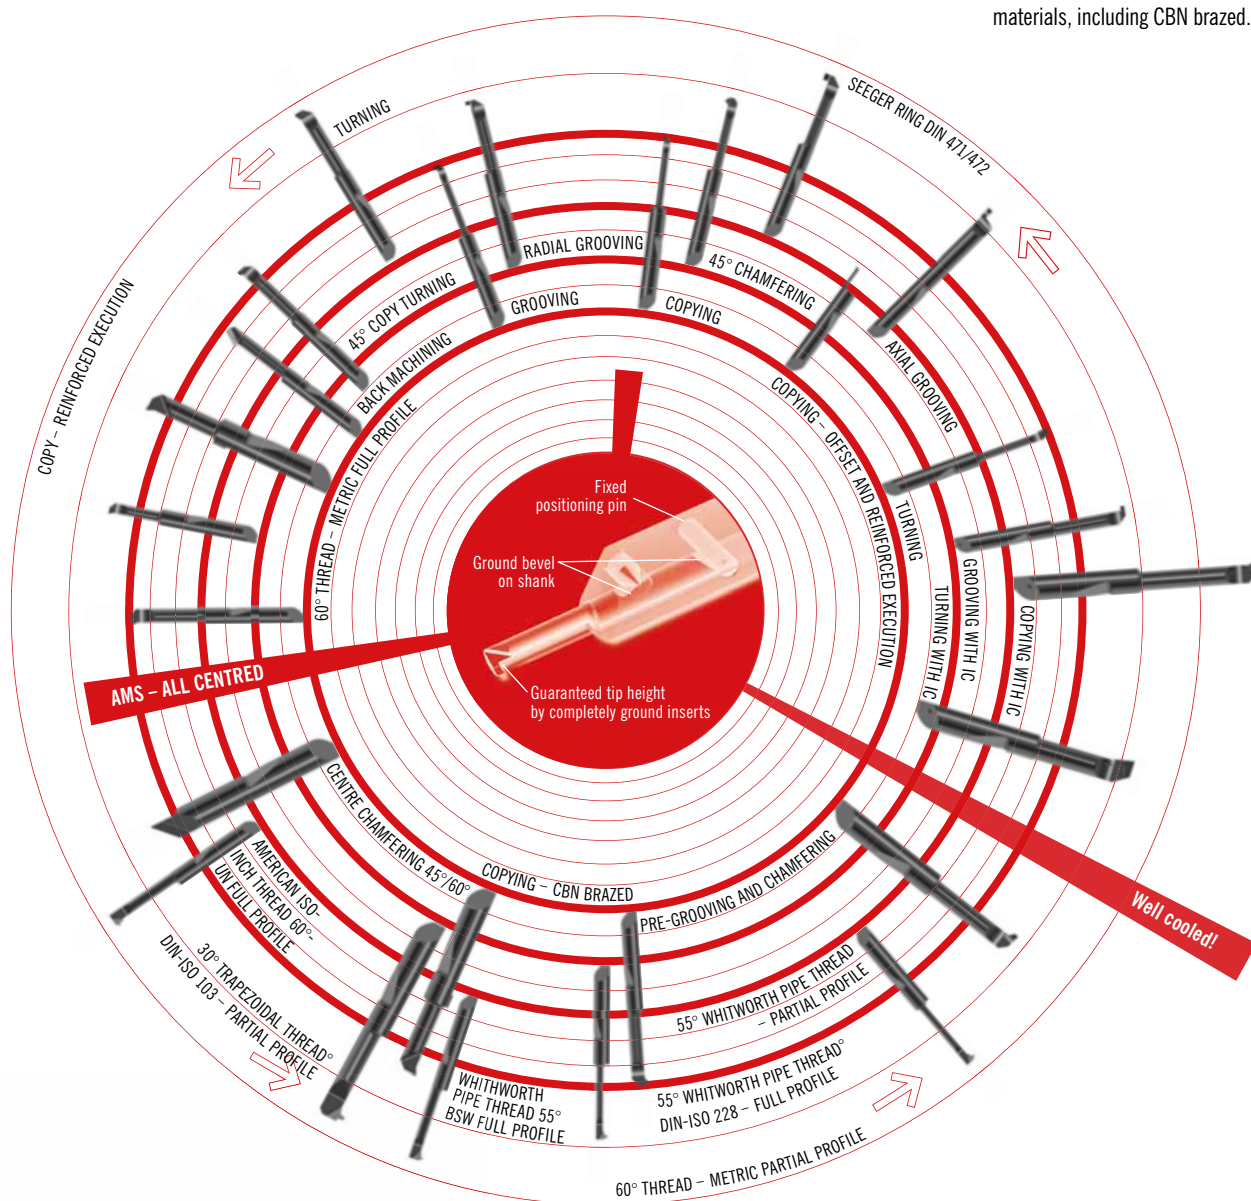 materials, including CBN brazed.
SEEGER RING DIN 471/472
TURNING
RADIAL GROOVING
45° CHAMFERING
45° COPY TURNING
GROOVING
COPYING
COPY – REINFORCED EXECUTION
BACK MACHINING
AXIAL GROOVING
COPYING – OFFSET AND REINFORCED EXECUTION
60° THREAD – METRIC FULL PROFILE
Fixed
positioning pin
Ground bevel
on shank
TURNING
GROOVING WITH IC
TURNING WITH IC
COPYING WITH IC
AMS – ALL CENTRED
Guaranteed tip height
by completely ground inserts
CENTRE CHAMFERING 45°/60°
COPYING – CBN BRAZED
PRE-GROOVING AND CHAMFERING
Well cooled!
AMERICAN ISO-
INCH THREAD 60°-
UN FULL PROFILE
30° TRAPEZOIDAL THREAD°
DIN-ISO 103 – PARTIAL PROFILE
55° WHITWORTH PIPE THREAD
– PARTIAL PROFILE
WHITHWORTH
PIPE THREAD 55°
BSW FULL PROFILE
55° WHITWORTH PIPE THREAD°
DIN-ISO 228 – FULL PROFILE
60° THREAD – METRIC PARTIAL PROFILE